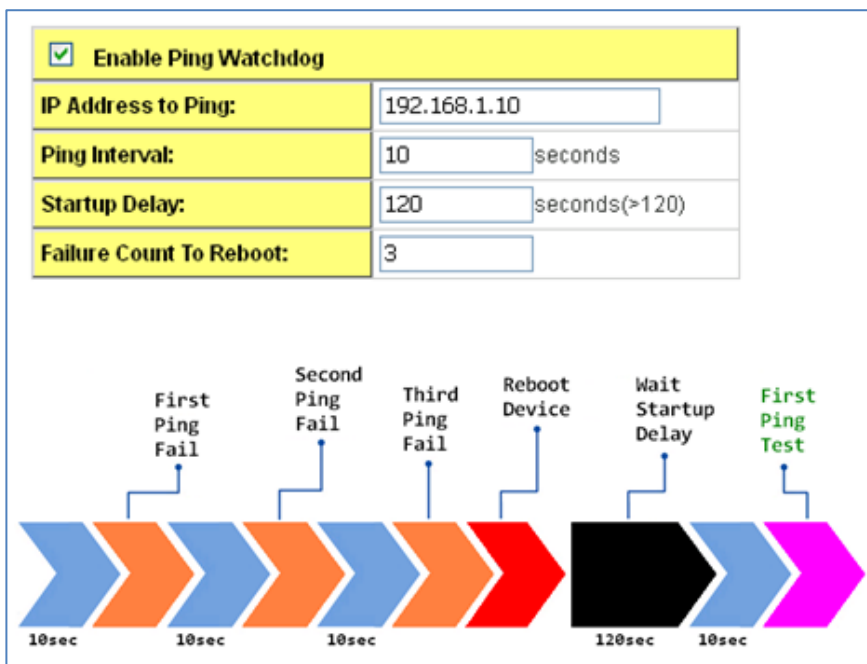 Enable Ping Watchdog
IP Address to Ping: 192.168.1.10
Ping Interval: 10 seconds
Startup Delay: 120 seconds(>120)
Failure Count To Reboot: 3
First
Ping
Fail
Second
Ping
Fail
Third
Ping
Fail
Reboot
Device
Wait
Startup
Delay
First
Ping
Test
10sec
10sec
10sec
120sec
10sec